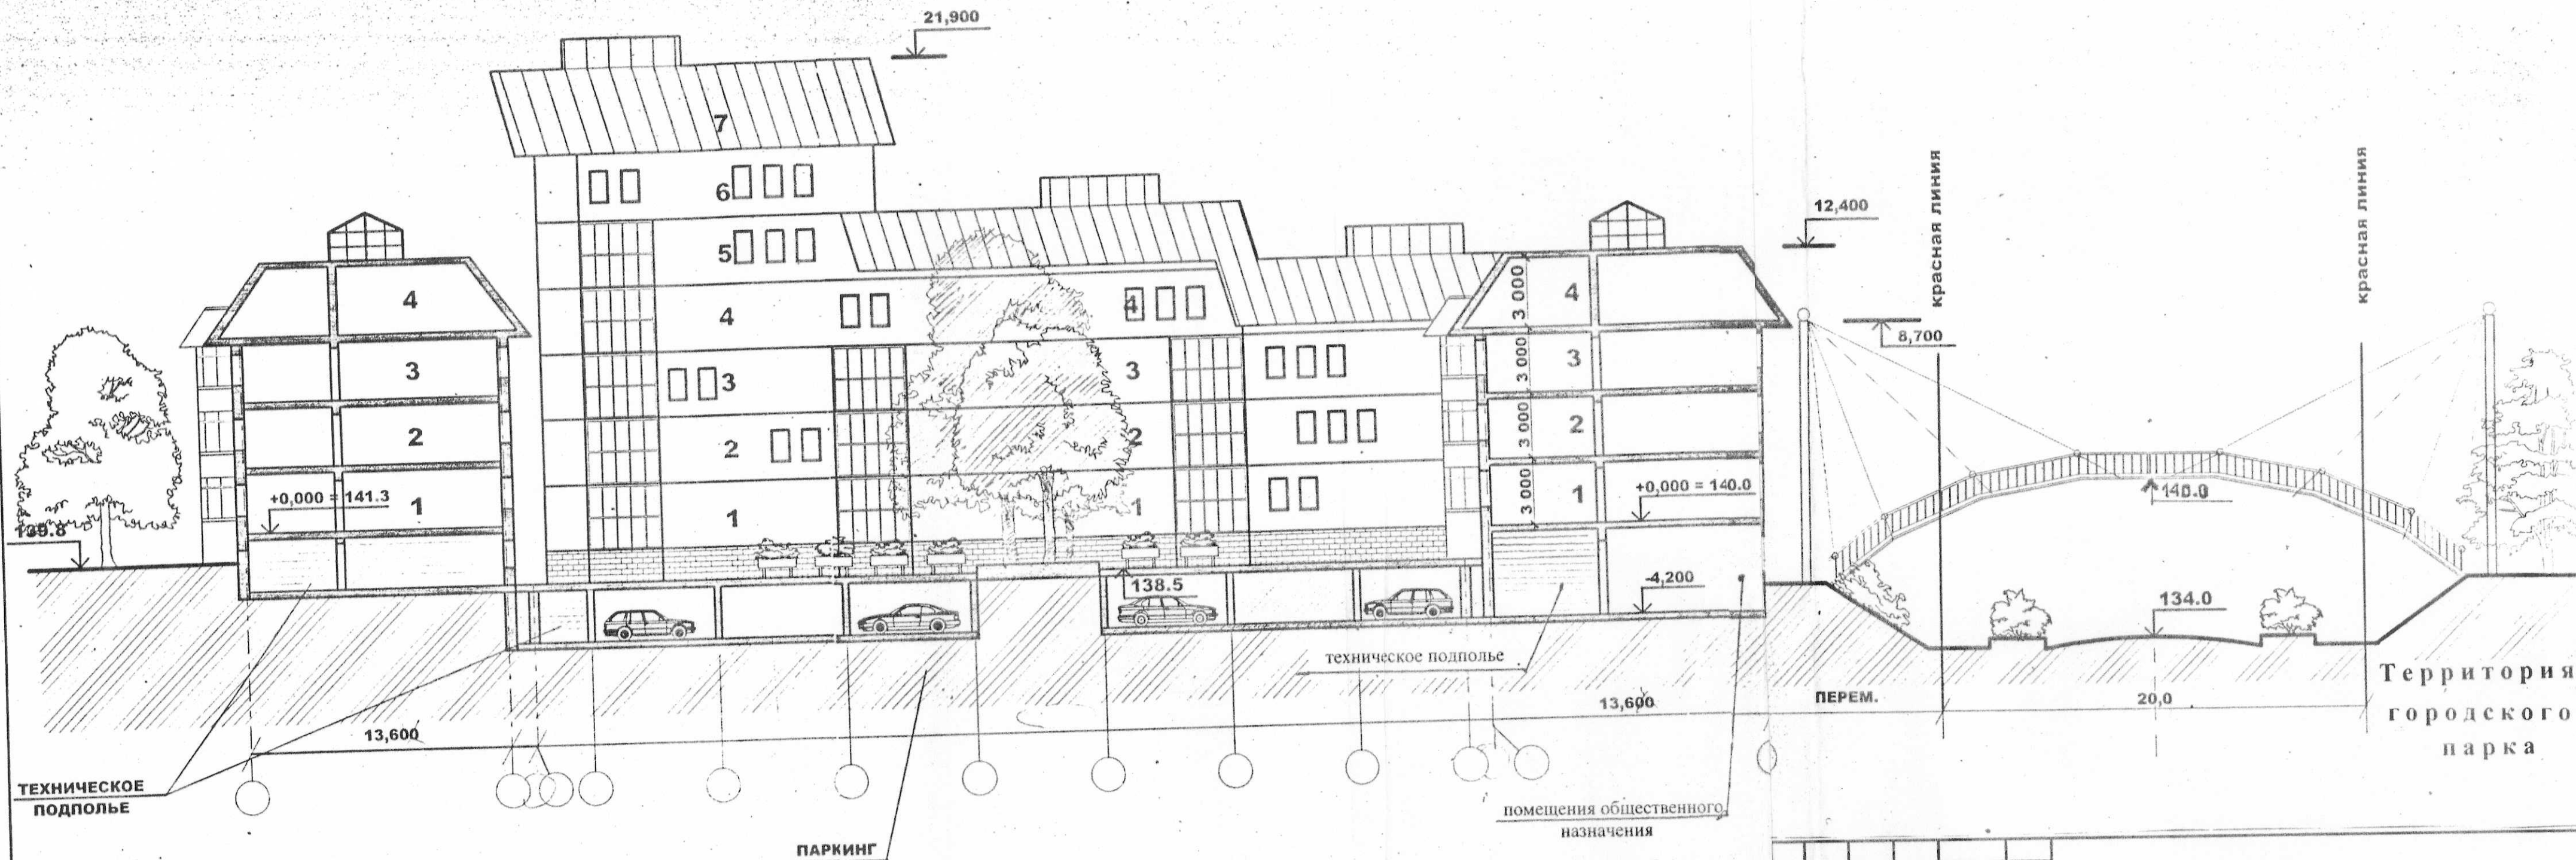 21,900
7
6
5
4
3
2
1
4
3
2
1
+0,000 = 141.3
139.8
4
3
2
1
138.5
12,400
3 000
3 000
3 000
3 000
4
3
2
1
+0,000 = 140.0
-4,200
8,700
красная линия
красная линия
140.0
134.0
техническое подполье
13,600
13,600
ПЕРЕМ.
20,0
Территория
городского
парка
ТЕХНИЧЕСКОЕ
ПОДПОЛЬЕ
ПАРКИНГ
помещения общественного
назначения